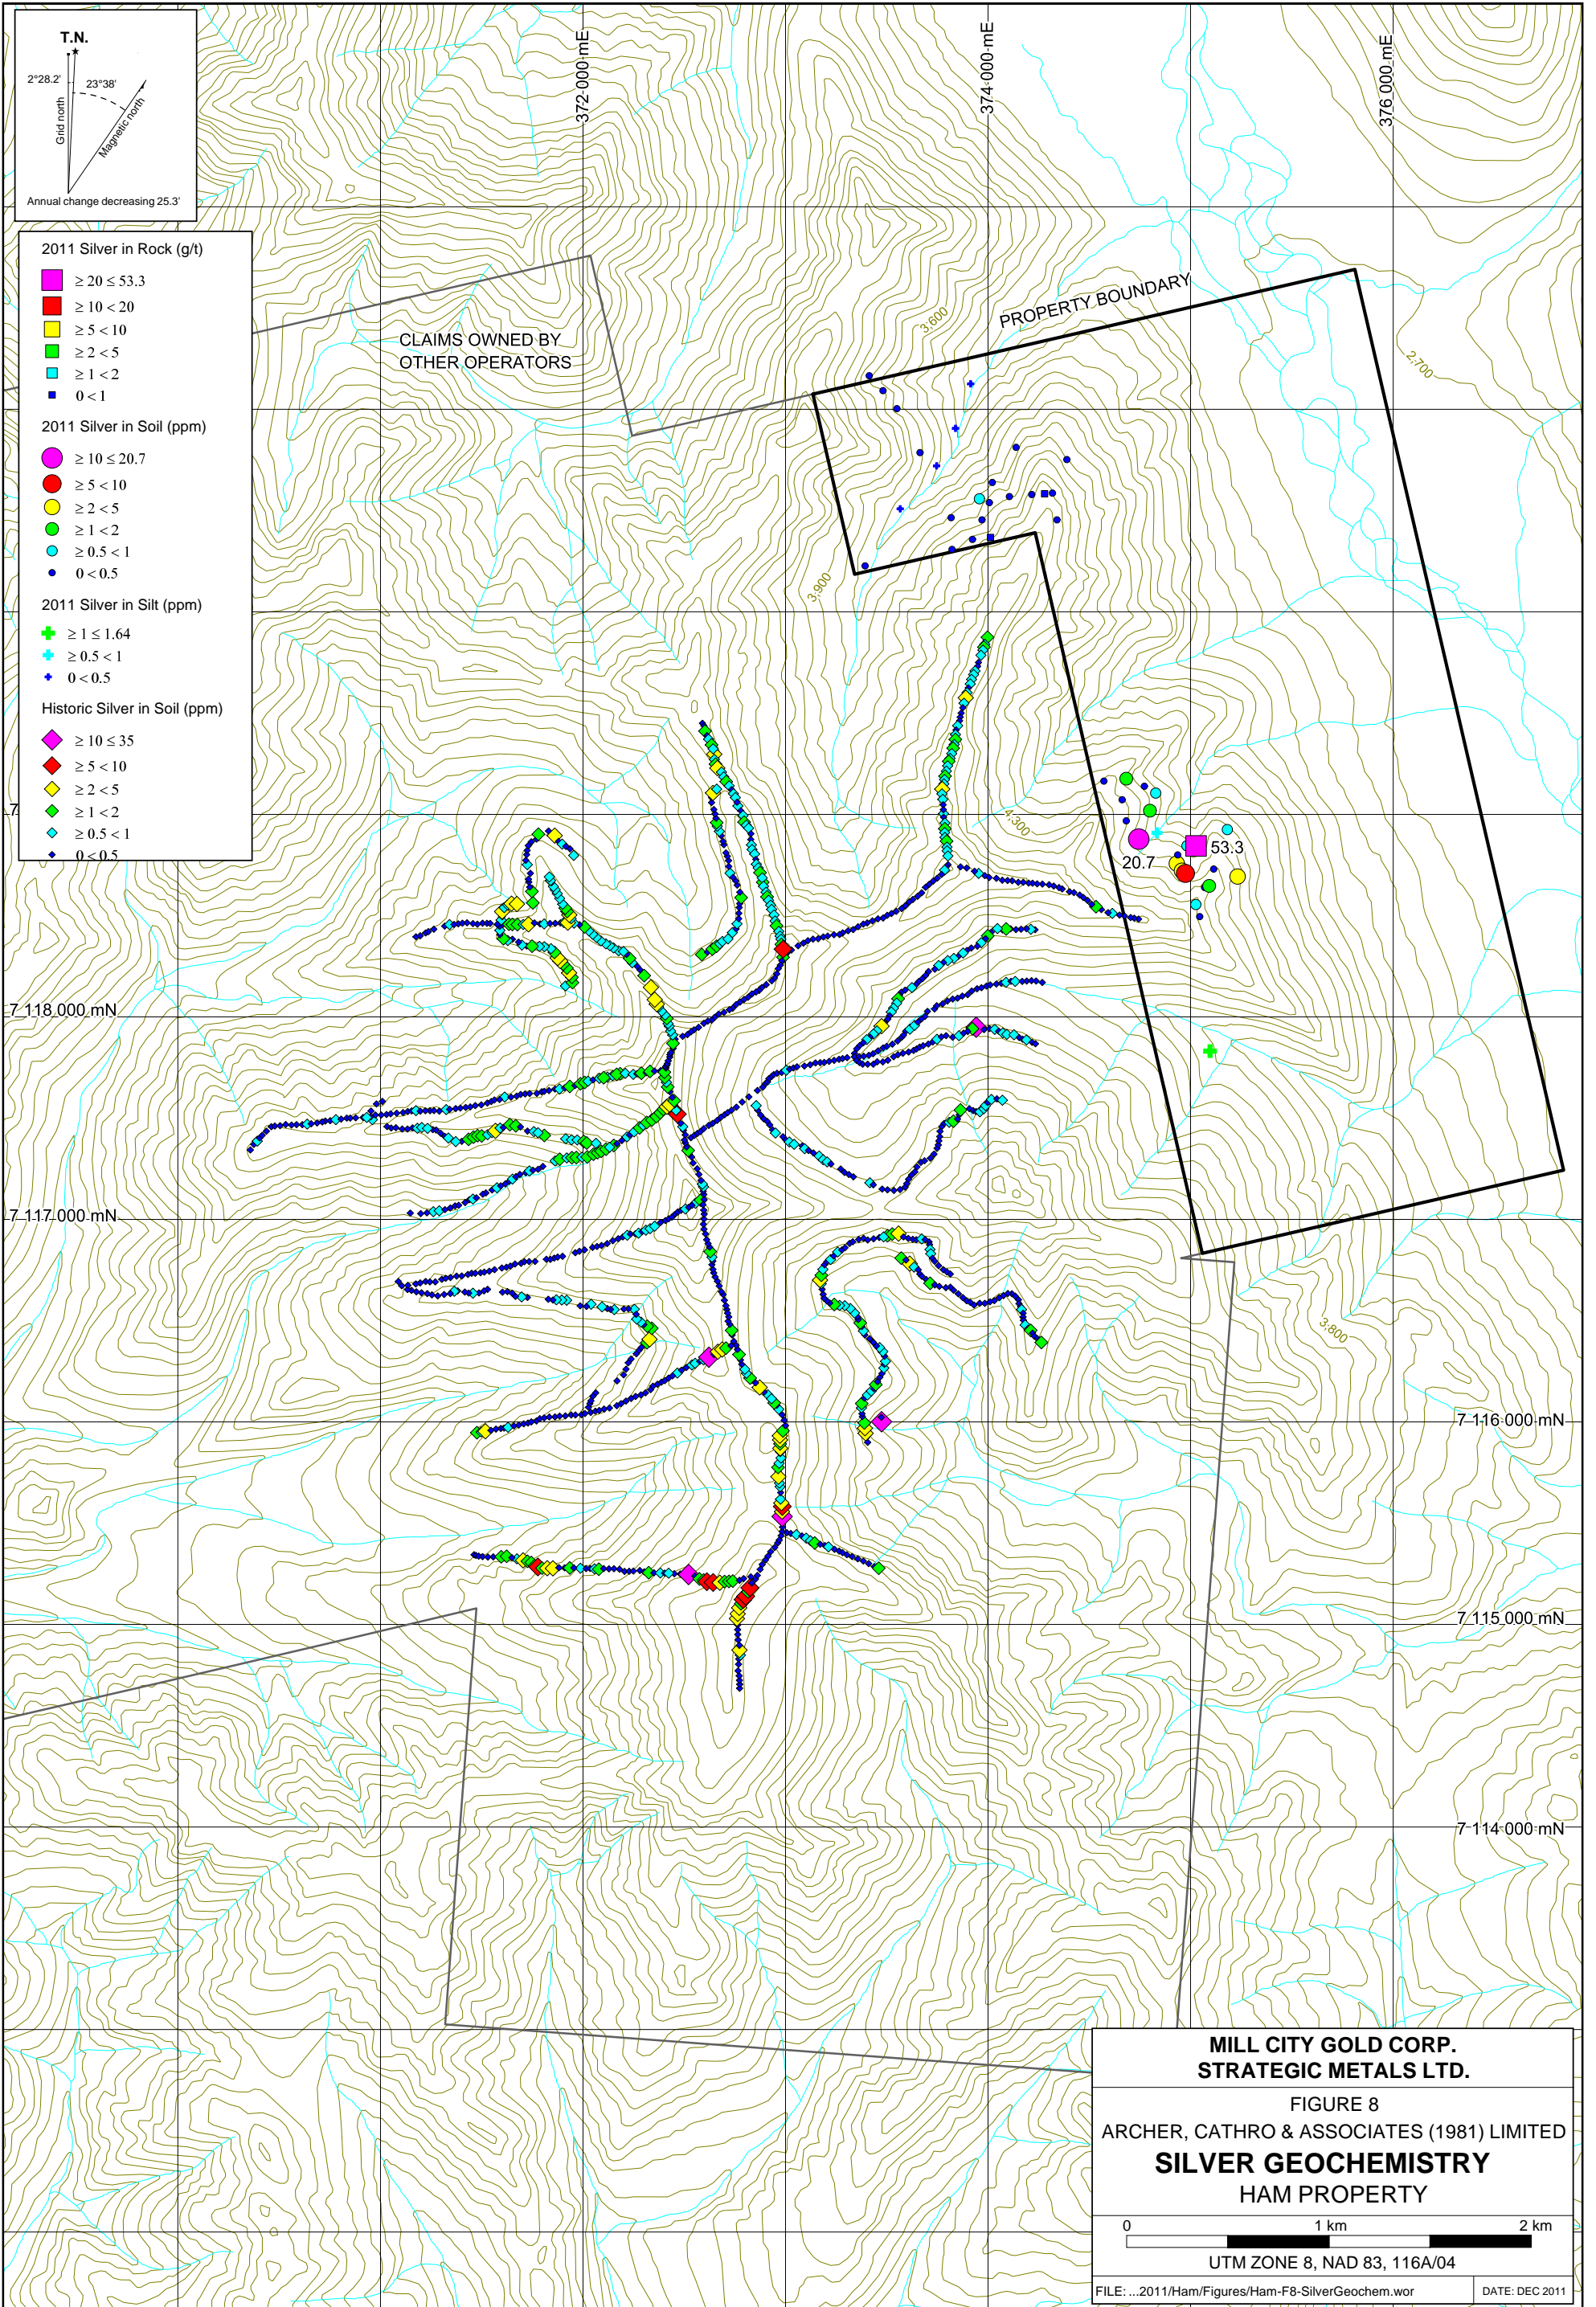 T.N.
2°28.2'
23°38'
Grid north
Magnetic north
Annual change decreasing 25.3'
372 000 mE
374 000 mE
376 000 mE
2011 Silver in Rock (g/t)
≥ 20 ≤ 53.3
≥ 10 < 20
≥ 5 < 10
≥ 2 < 5
≥ 1 < 2
0 < 1
2011 Silver in Soil (ppm)
≥ 10 ≤ 20.7
≥ 5 < 10
≥ 2 < 5
≥ 1 < 2
≥ 0.5 < 1
0 < 0.5
2011 Silver in Silt (ppm)
≥ 1 ≤ 1.64
≥ 0.5 < 1
0 < 0.5
Historic Silver in Soil (ppm)
≥ 10 ≤ 35
≥ 5 < 10
≥ 2 < 5
≥ 1 < 2
≥ 0.5 < 1
0 < 0.5
CLAIMS OWNED BY
OTHER OPERATORS
PROPERTY BOUNDARY
3,600
2,700
3,900
4,300
7
20.7
53.3
7 118 000 mN
7 117 000 mN
3,800
7 116 000 mN
7 115 000 mN
7 114 000 mN
MILL CITY GOLD CORP.
STRATEGIC METALS LTD.
FIGURE 8
ARCHER, CATHRO & ASSOCIATES (1981) LIMITED
SILVER GEOCHEMISTRY
HAM PROPERTY
0 1 km 2 km
UTM ZONE 8, NAD 83, 116A/04
FILE: ...2011/Ham/Figures/Ham-F8-SilverGeochem.wor
DATE: DEC 2011